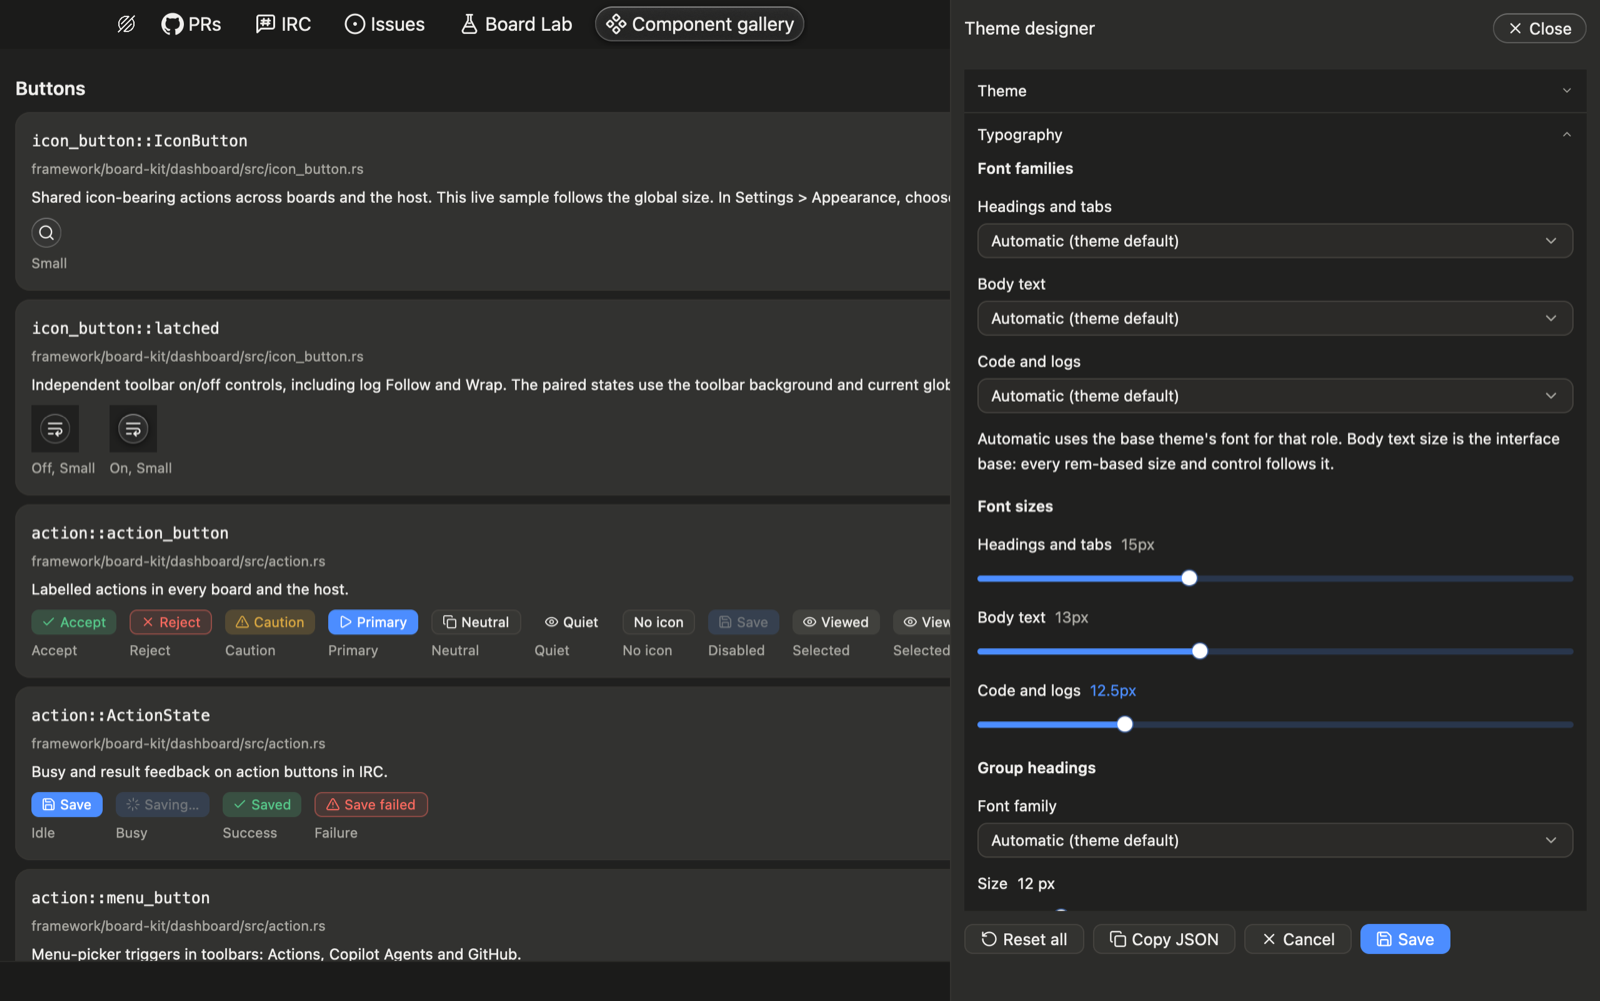 PRs
IRC
Issues
Board Lab
Component gallery
Buttons
icon_button::IconButton
framework/board-kit/dashboard/src/icon_button.rs
Shared icon-bearing actions across boards and the host. This live sample follows the global size. In Settings > Appearance, choose
Small
icon_button::latched
framework/board-kit/dashboard/src/icon_button.rs
Independent toolbar on/off controls, including log Follow and Wrap. The paired states use the toolbar background and current glob
Off, Small
On, Small
action::action_button
framework/board-kit/dashboard/src/action.rs
Labelled actions in every board and the host.
Accept
Reject
Caution
Primary
Neutral
Quiet
No icon
Save
Viewed
View
Accept
Reject
Caution
Primary
Neutral
Quiet
No icon
Disabled
Selected
Selected
action::ActionState
framework/board-kit/dashboard/src/action.rs
Busy and result feedback on action buttons in IRC.
Save
Saving...
Saved
Save failed
Idle
Busy
Success
Failure
action::menu_button
framework/board-kit/dashboard/src/action.rs
Menu-picker triggers in toolbars: Actions, Copilot Agents and GitHub.
Theme designer
Close
Theme
Typography
Font families
Headings and tabs
Automatic (theme default)
Body text
Automatic (theme default)
Code and logs
Automatic (theme default)
Automatic uses the base theme's font for that role. Body text size is the interface
base: every rem-based size and control follows it.
Font sizes
Headings and tabs 15px
Body text 13px
Code and logs 12.5px
Group headings
Font family
Automatic (theme default)
Size 12 px
Reset all
Copy JSON
Cancel
Save